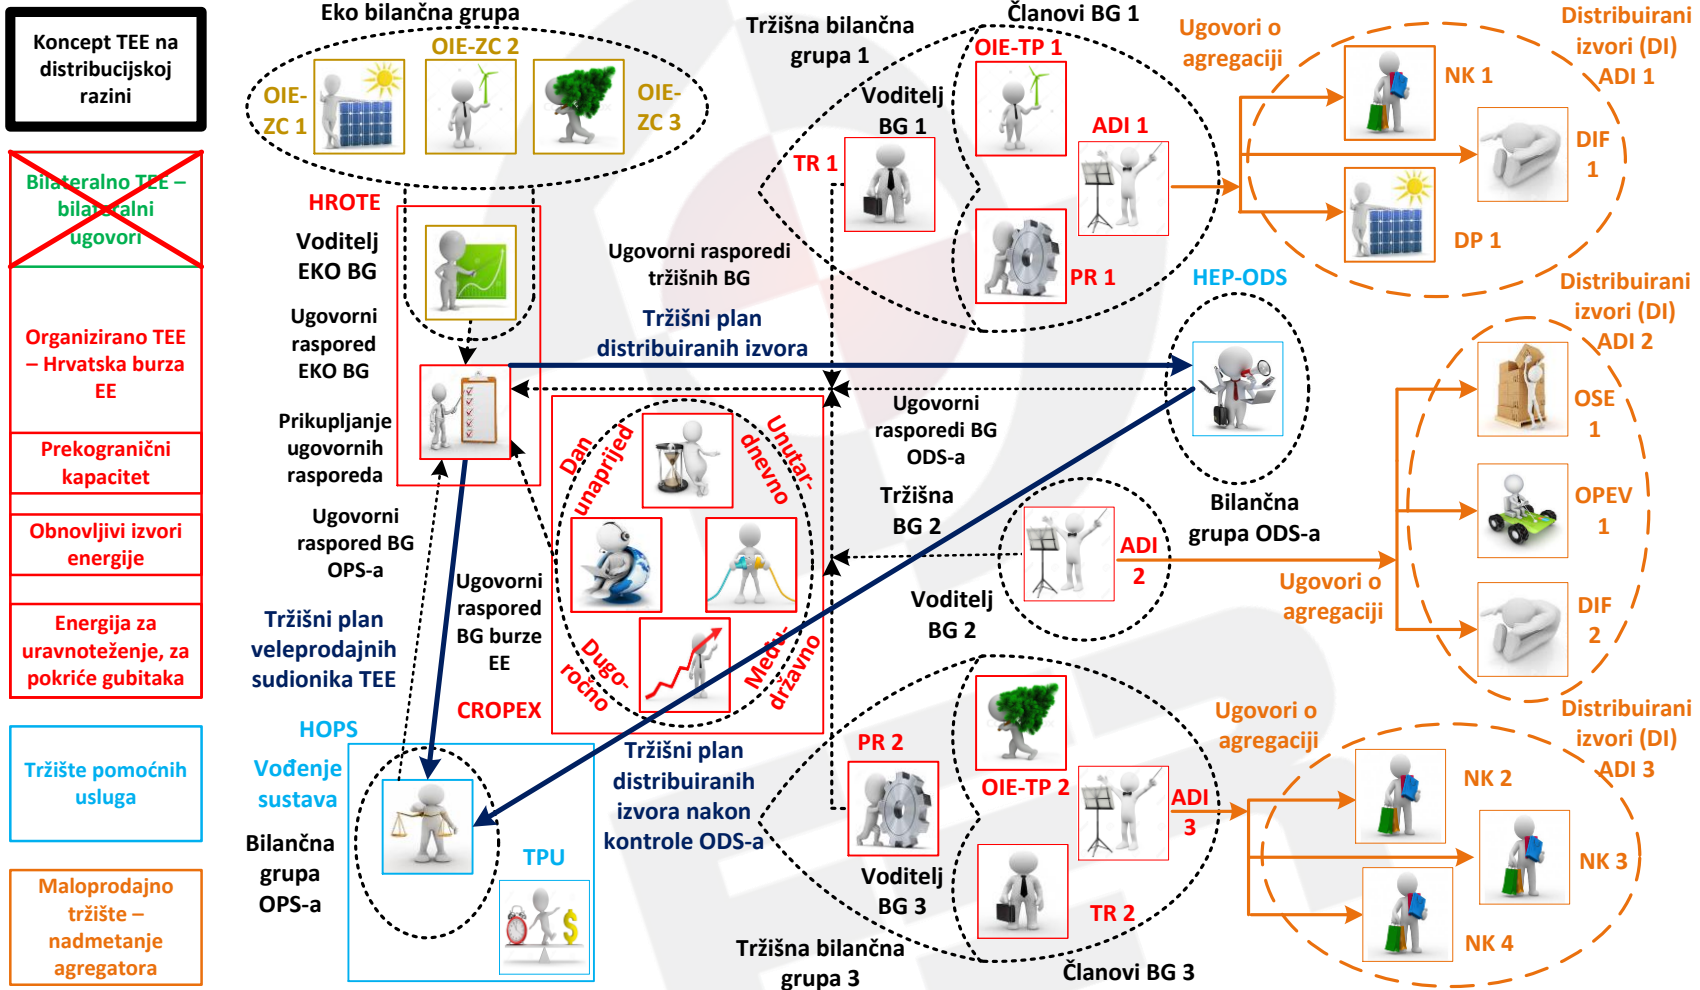 Koncept TEE na
distribucijskoj
razini
Bilateralno TEE –
bilateralni
ugovori
Organizirano TEE
– Hrvatska burza
EE
Prekogranični
kapacitet
Obnovljivi izvori
energije
Energija za
uravnoteženje, za
pokriće gubitaka
Tržište pomoćnih
usluga
Maloprodajno
tržište –
nadmetanje
agregatora
Eko bilančna grupa
OIE-ZC 2
OIE-
ZC 1
OIE-
ZC 3
HROTE
Voditelj
EKO BG
Ugovorni
raspored
EKO BG
Prikupljanje
ugovornih
rasporeda
Ugovorni
raspored BG
OPS-a
Tržišni plan
veleprodajnih
sudionika TEE
HOPS
Vođenje
sustava
Bilančna
grupa
OPS-a
TPU
Ugovorni
raspored
BG burze
EE
CROPEX
Dan
unaprijed
Unutar-
dnevno
Dugo-
ročno
Među-
državno
Ugovorni rasporedi
tržišnih BG
Tržišni plan
distribuiranih izvora
Tržišni plan
distribuiranih
izvora nakon
kontrole ODS-a
Tržišna bilančna
grupa 1
Članovi BG 1
Voditelj
BG 1
TR 1
OIE-TP 1
ADI 1
PR 1
Ugovori o
agregaciji
Distribuirani
izvori (DI)
ADI 1
NK 1
DIF
1
DP 1
HEP-ODS
Ugovorni
rasporedi BG
ODS-a
Bilančna
grupa ODS-a
Tržišna
BG 2
Voditelj
BG 2
ADI
2
Ugovori o
agregaciji
Distribuirani
izvori (DI)
ADI 2
OSE
1
OPEV
1
DIF
2
PR 2
Voditelj
BG 3
Tržišna bilančna
grupa 3
OIE-TP 2
ADI
3
TR 2
Članovi BG 3
Ugovori o
agregaciji
Distribuirani
izvori (DI)
ADI 3
NK 2
NK 3
NK 4